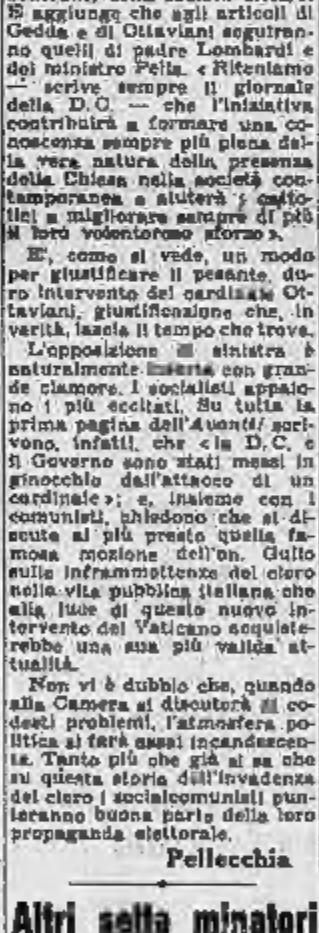 E aggiungo che agli articoli di
Gedda e di Ottaviani seguiran-
no quelli di padre Lombardi e
del ministro Pella. « Riteniamo
— scrive sempre il giornale
della D.C. — che l'iniziativa
contribuirà a formare una co-
noscenza sempre più piena del-
la vera natura della presenza
della Chiesa nella società con-
temporanea e aiuterà i catto-
lici a migliorare sempre di più
il loro volenteroso sforzo ».
E', come si vede, un modo
per giustificare il pesante, du-
ro intervento del cardinale Ot-
taviani, giustificazione che, in
verità, lascia il tempo che trova.
L'opposizione di sinistra è
naturalmente con gran-
de clamore. I socialisti appaio-
no i più eccitati. Su tutta la
prima pagina dell'Avanti! scri-
vono, infatti, che « la D.C. e
il Governo sono stati messi in
ginocchio dall'attacco di un
cardinale »; e, insieme con i
comunisti, chiedono che si di-
scuta al più presto quella fa-
mosa mozione dell'on. Gullo
sulle inframmettenze del clero
nella vita pubblica italiana che
alla luce di questo nuovo in-
tervento del Vaticano acquiste-
rebbe una sua più valida at-
tualità.
Non vi è dubbio che, quando
alla Camera si discuterà di co-
desti problemi, l'atmosfera po-
litica si farà assai incandescen-
te. Tanto più che già si sa che
su questa storia dell'invadenza
del clero i socialcomunisti pun-
teranno buona parte della loro
propaganda elettorale.
Pellecchia
Altri sette minatori